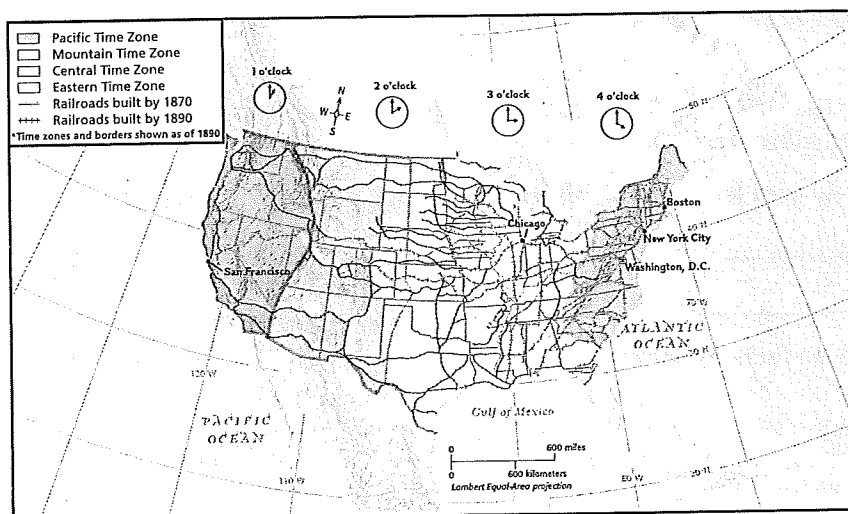 Pacific Time Zone
Mountain Time Zone
Central Time Zone
Eastern Time Zone
Railroads built by 1870
Railroads built by 1890
*Time zones and borders shown as of 1890
1 o'clock
2 o'clock
3 o'clock
4 o'clock
N
W E
S
50 N
Boston
Chicago
40 N
New York City
San Francisco
Washington, D.C.
70 W
ATLANTIC
OCEAN
120 W
PACIFIC
OCEAN
Gulf of Mexico
0 600 miles
0 600 kilometers
Lambert Equal-Area projection
110 W
80 W